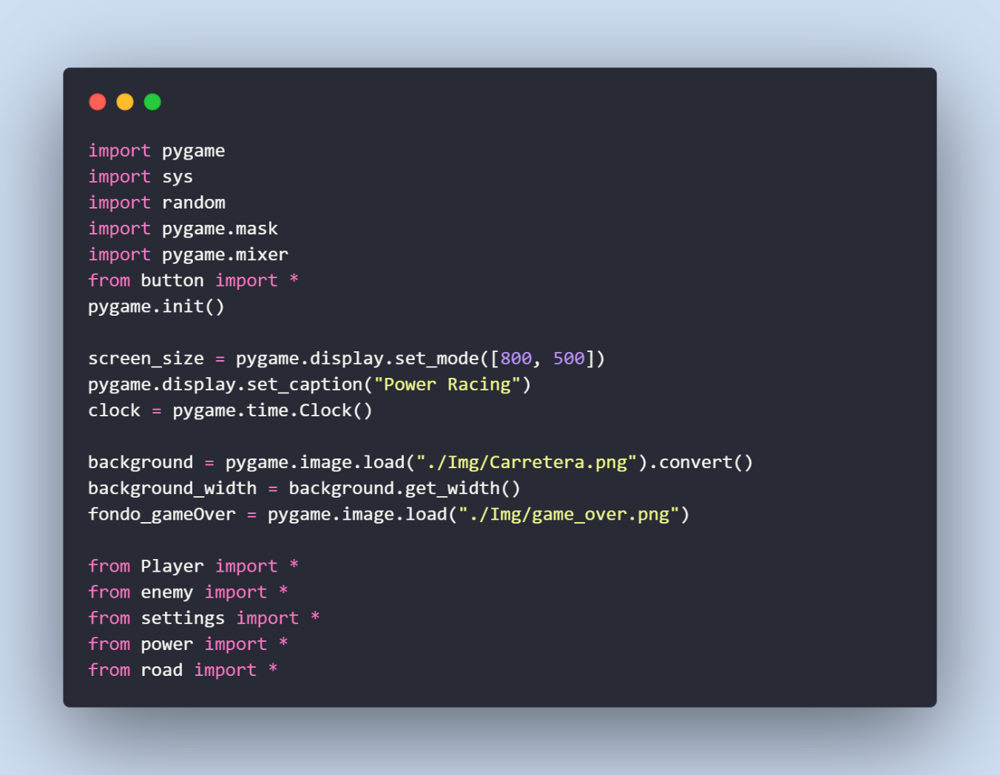 import pygame
import sys
import random
import pygame.mask
import pygame.mixer
from button import *
pygame.init()
screen_size = pygame.display.set_mode([800, 500])
pygame.display.set_caption("Power Racing")
clock = pygame.time.Clock()
background = pygame.image.load("./Img/Carretera.png").convert()
background_width = background.get_width()
fondo_gameOver = pygame.image.load("./Img/game_over.png")
from Player import *
from enemy import *
from settings import *
from power import *
from road import *